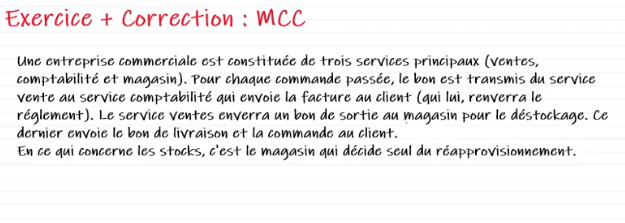 Exercice + Correction : MCC
Une entreprise commerciale est constituée de trois services principaux (ventes,
comptabilité et magasin). Pour chaque commande passée, le bon est transmis du service
vente au service comptabilité qui envoie la facture au client (qui lui, renverra le
réglement). Le service ventes enverra un bon de sortie au magasin pour le déstockage. Ce
dernier envoie le bon de livraison et la commande au client.
En ce qui concerne les stocks, c'est le magasin qui décide seul du réapprovisionnement.